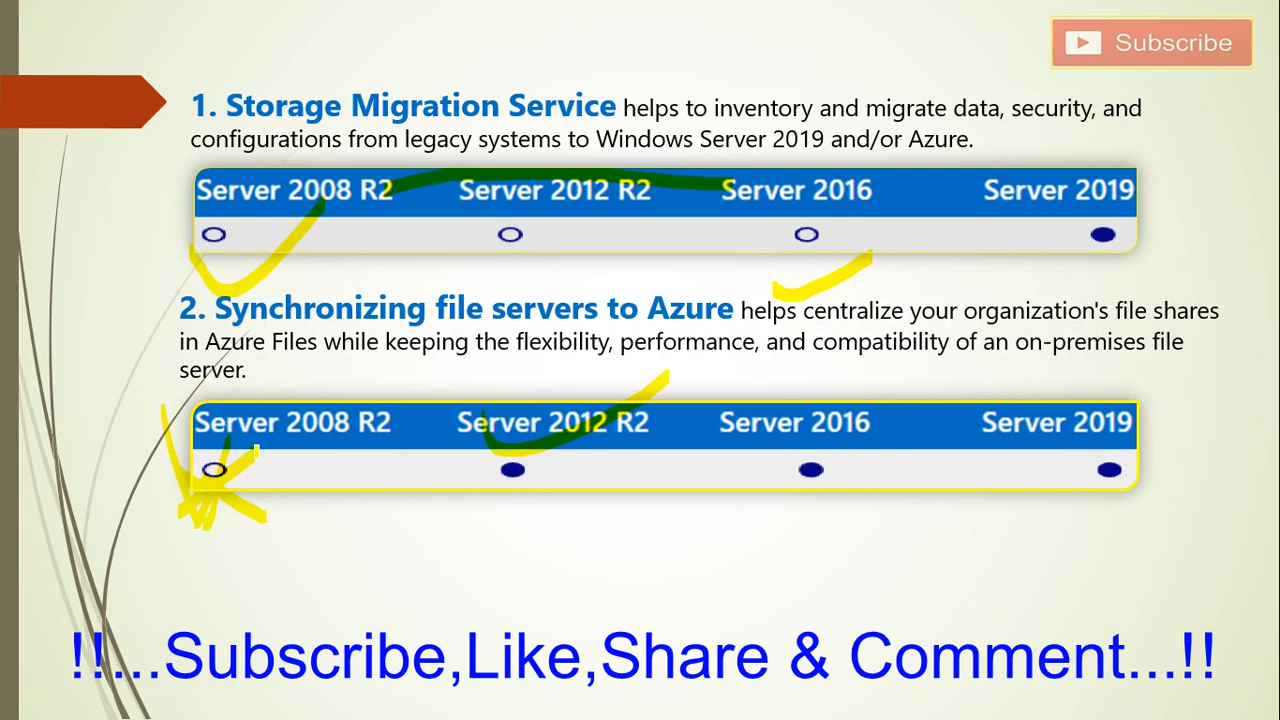 Subscribe
1. Storage Migration Service helps to inventory and migrate data, security, and
configurations from legacy systems to Windows Server 2019 and/or Azure.
Server 2008 R2 Server 2012 R2 Server 2016 Server 2019
2. Synchronizing file servers to Azure helps centralize your organization's file shares
in Azure Files while keeping the flexibility, performance, and compatibility of an on-premises file
server.
Server 2008 R2 Server 2012 R2 Server 2016 Server 2019
!!...Subscribe,Like,Share & Comment...!!